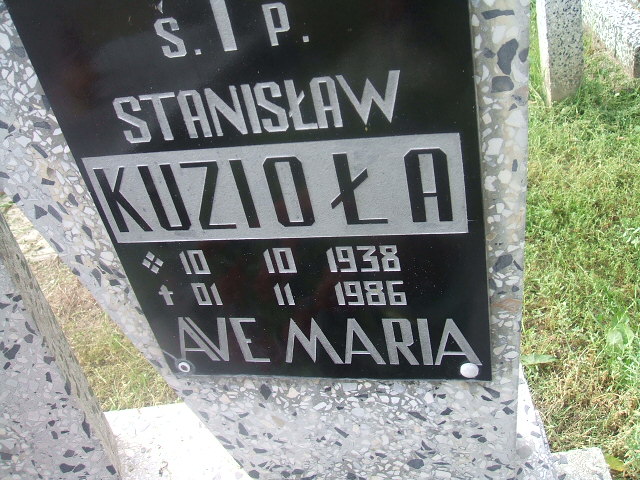 Ś. P.
STANISŁAW
KUZIOŁA
10 10 1938
† 01 11 1986
AVE MARIA